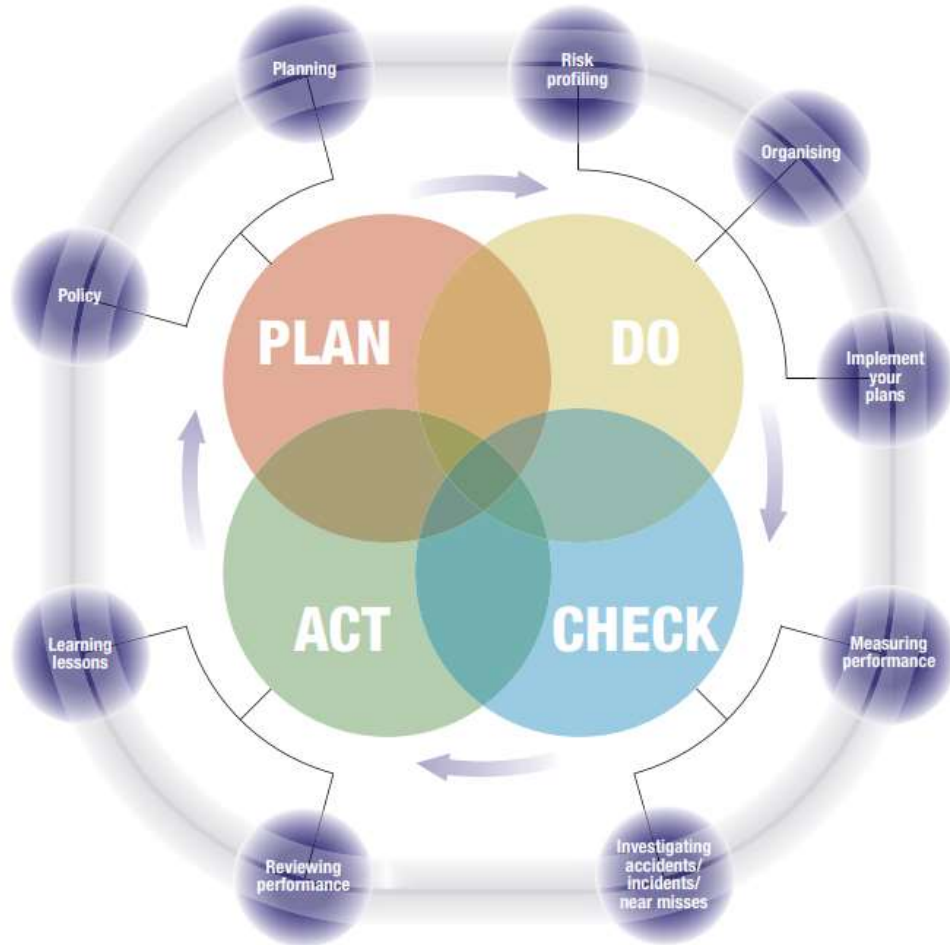 Planning
Risk
profiling
Organising
Policy
PLAN
DO
Implement
your
plans
ACT
CHECK
Learning
lessons
Measuring
performance
Reviewing
performance
Investigating
accidents/
incidents/
near misses